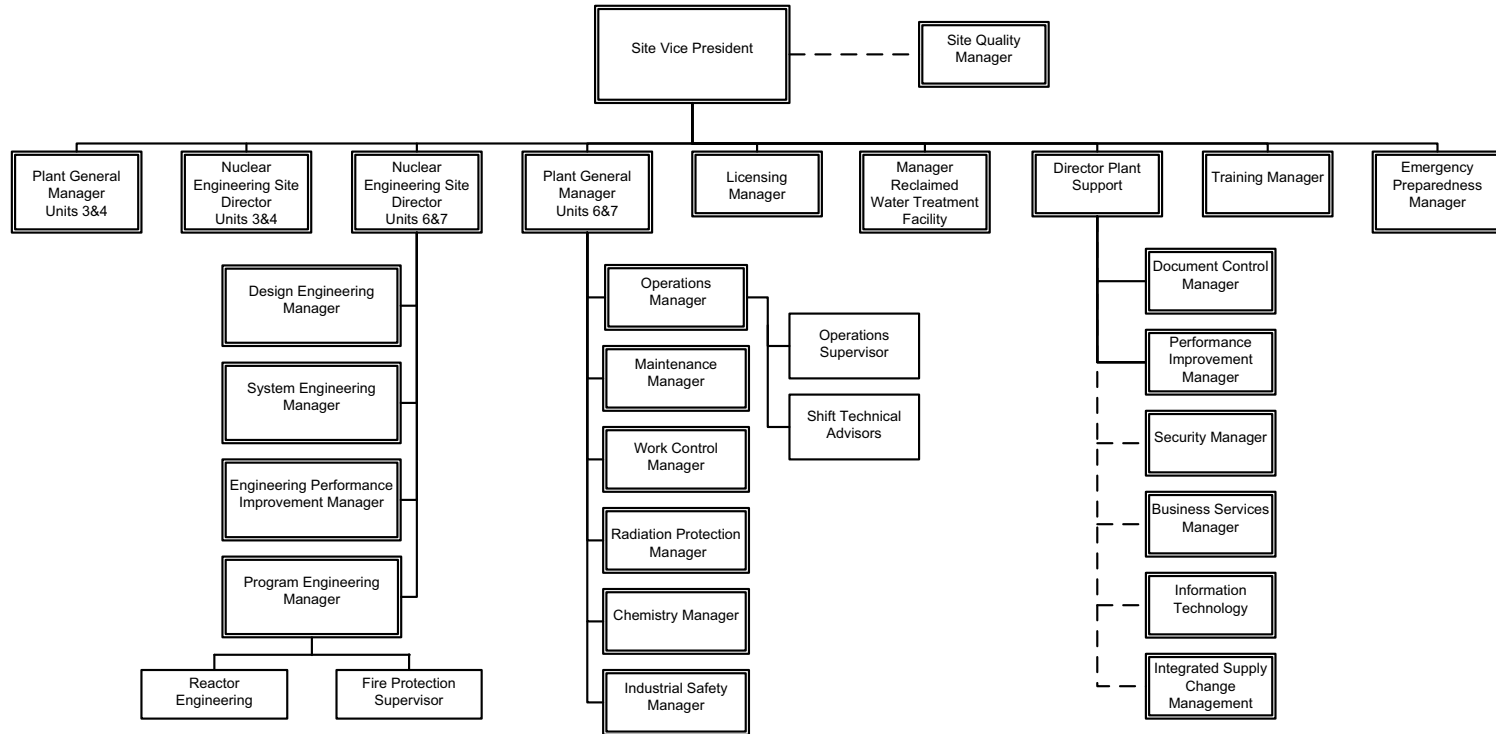 Site Vice President
Site Quality
Manager
Plant General
Manager
Units 3&4
Nuclear
Engineering Site
Director
Units 3&4
Nuclear
Engineering Site
Director
Units 6&7
Plant General
Manager
Units 6&7
Licensing
Manager
Manager
Reclaimed
Water Treatment
Facility
Director Plant
Support
Training Manager
Emergency
Preparedness
Manager
Design Engineering
Manager
System Engineering
Manager
Engineering Performance
Improvement Manager
Program Engineering
Manager
Reactor
Engineering
Fire Protection
Supervisor
Operations
Manager
Operations
Supervisor
Shift Technical
Advisors
Maintenance
Manager
Work Control
Manager
Radiation Protection
Manager
Chemistry Manager
Industrial Safety
Manager
Document Control
Manager
Performance
Improvement
Manager
Security Manager
Business Services
Manager
Information
Technology
Integrated Supply
Change
Management